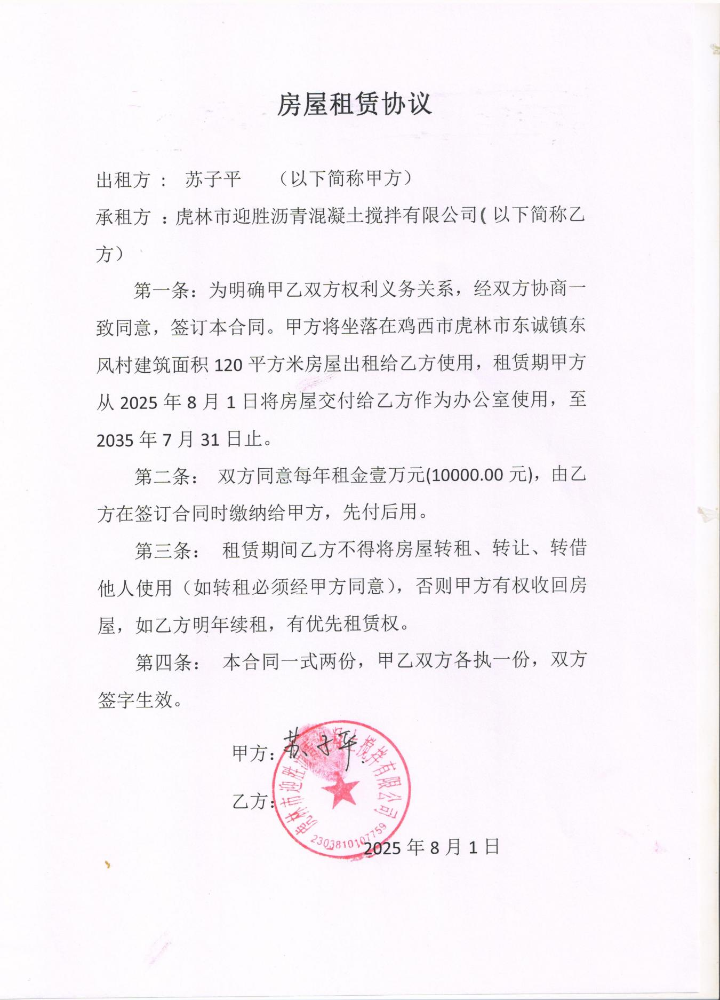 房屋租赁协议
出租方 ： 苏子平 （以下简称甲方）
承租方 ：虎林市迎胜沥青混凝土搅拌有限公司( 以下简称乙
方）
第一条：为明确甲乙双方权利义务关系，经双方协商一
致同意，签订本合同。甲方将坐落在鸡西市虎林市东诚镇东
风村建筑面积 120 平方米房屋出租给乙方使用，租赁期甲方
从 2025 年 8 月 1 日将房屋交付给乙方作为办公室使用，至
2035 年 7 月 31 日止。
第二条： 双方同意每年租金壹万元(10000.00 元)，由乙
方在签订合同时缴纳给甲方，先付后用。
第三条： 租赁期间乙方不得将房屋转租、转让、转借
他人使用（如转租必须经甲方同意），否则甲方有权收回房
屋，如乙方明年续租，有优先租赁权。
第四条： 本合同一式两份，甲乙双方各执一份，双方
签字生效。
甲方：苏子平
乙方：
虎林市迎胜沥青混凝土搅拌有限公司
2303810107759
2025 年 8 月 1 日